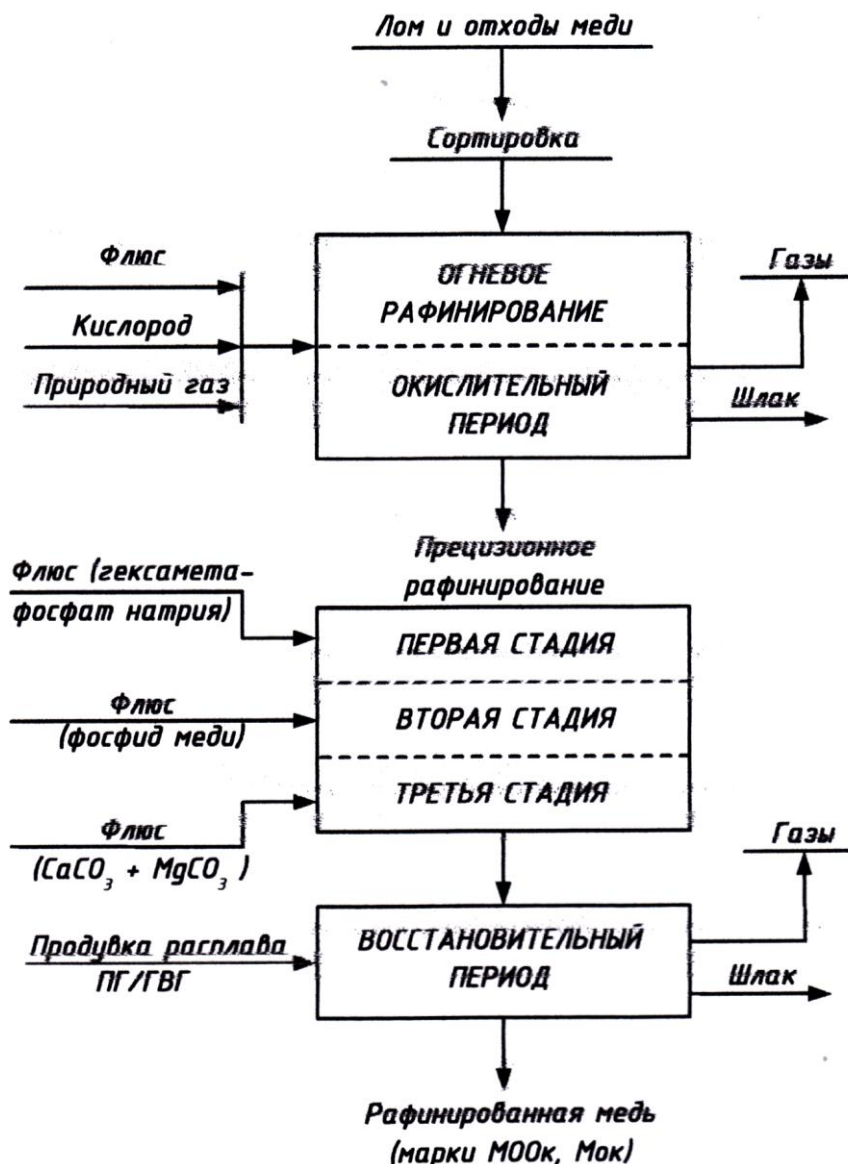 Лом и отходы меди
Сортировка
Флюс
Кислород
Природный газ
ОГНЕВОЕ
РАФИНИРОВАНИЕ
ОКИСЛИТЕЛЬНЫЙ
ПЕРИОД
Газы
Шлак
Прецизионное
рафинирование
Флюс (гексамета-
фосфат натрия)
ПЕРВАЯ СТАДИЯ
Флюс
(фосфид меди)
ВТОРАЯ СТАДИЯ
ТРЕТЬЯ СТАДИЯ
Флюс
(CaCO₃ + MgCO₃ )
Продувка расплава
ПГ/ГВГ
ВОССТАНОВИТЕЛЬНЫЙ
ПЕРИОД
Газы
Шлак
Рафинированная медь
(марки МООк, Мок)